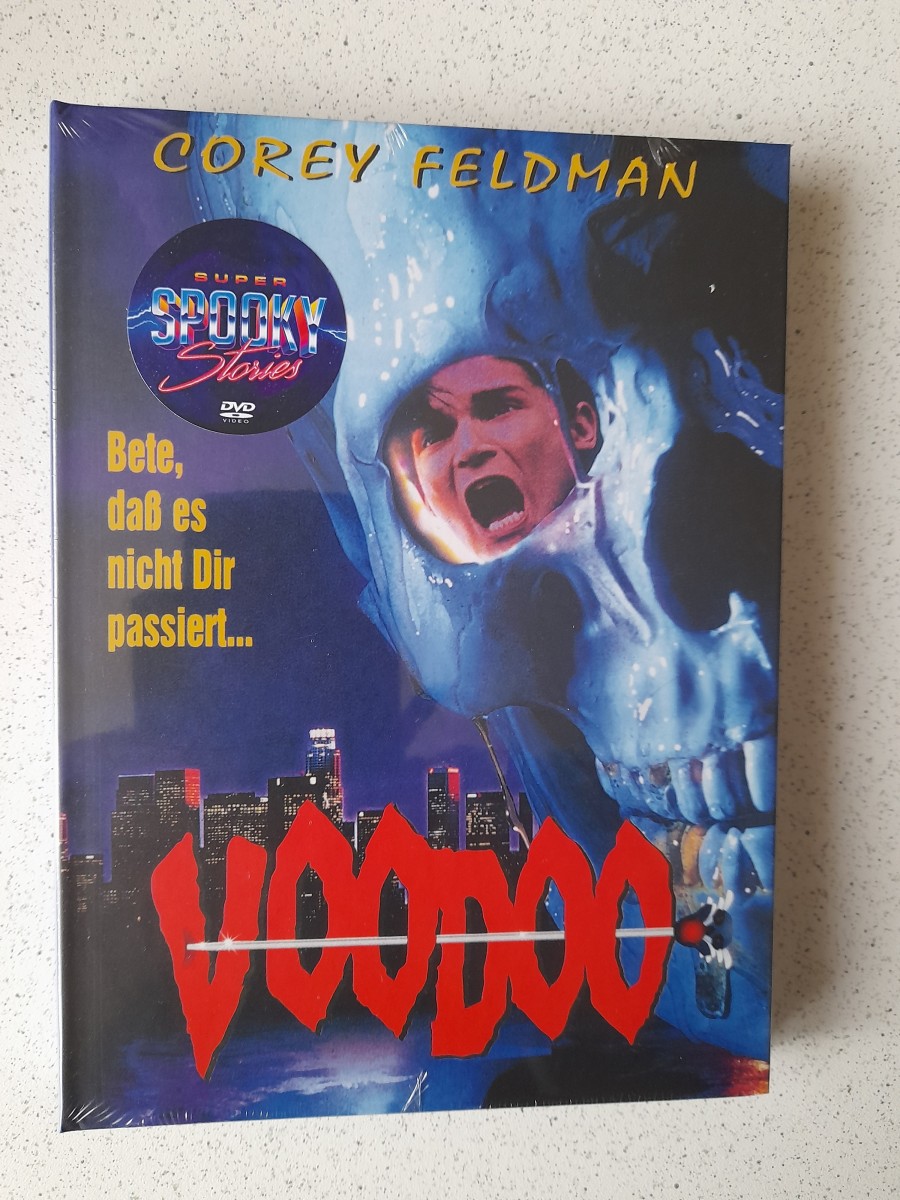 COREY FELDMAN
SUPER
SPOOKY
Stories
DVD
VIDEO
Bete,
daß es
nicht Dir
passiert...
VOODOO